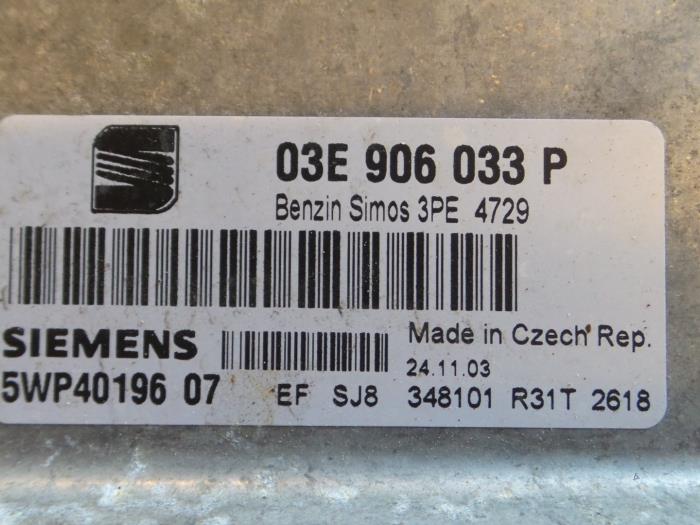 03E 906 033 P
Benzin Simos 3PE 4729
SIEMENS
Made in Czech Rep.
24.11.03
5WP40196 07
EF SJ8 348101 R31T 2618